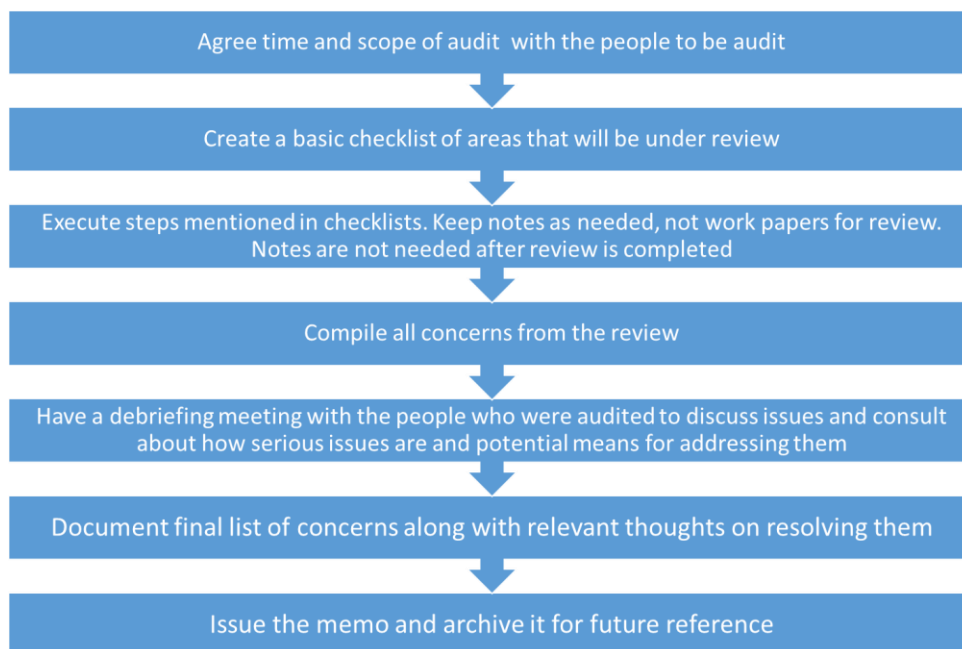 Agree time and scope of audit with the people to be audit
Create a basic checklist of areas that will be under review
Execute steps mentioned in checklists. Keep notes as needed, not work papers for review.
Notes are not needed after review is completed
Compile all concerns from the review
Have a debriefing meeting with the people who were audited to discuss issues and consult
about how serious issues are and potential means for addressing them
Document final list of concerns along with relevant thoughts on resolving them
Issue the memo and archive it for future reference